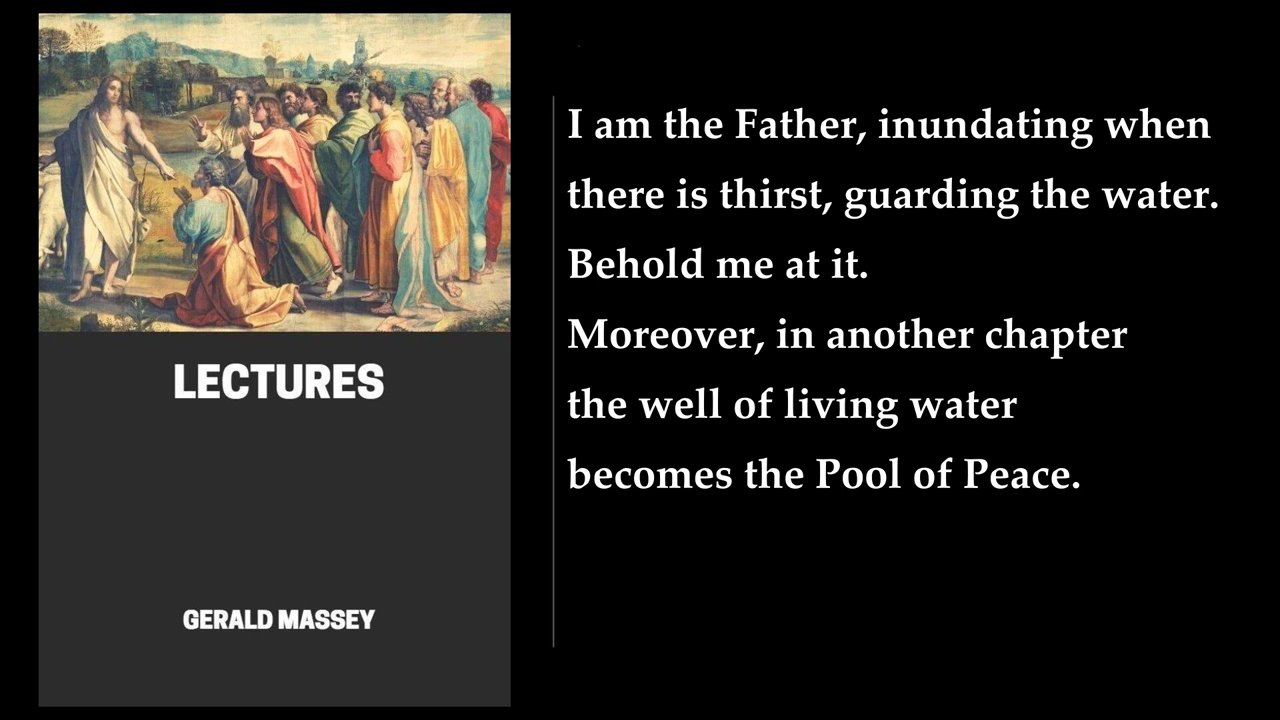 LECTURES
GERALD MASSEY
I am the Father, inundating when
there is thirst, guarding the water.
Behold me at it.
Moreover, in another chapter
the well of living water
becomes the Pool of Peace.